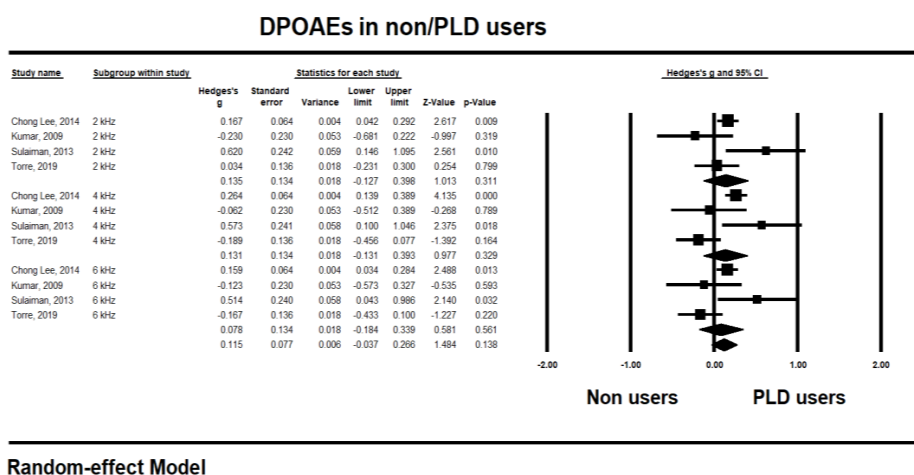 DPOAEs in non/PLD users
Study name Subgroup within study Statistics for each study Hedges's g and 95% CI
Hedges's g Standard error Variance Lower limit Upper limit Z-Value p-Value
Chong Lee, 2014 2 kHz 0.167 0.064 0.004 0.042 0.292 2.617 0.009
Kumar, 2009 2 kHz -0.230 0.230 0.053 -0.681 0.222 -0.997 0.319
Sulaiman, 2013 2 kHz 0.620 0.242 0.059 0.146 1.095 2.561 0.010
Torre, 2019 2 kHz 0.034 0.136 0.018 -0.231 0.300 0.254 0.799
0.135 0.134 0.018 -0.127 0.398 1.013 0.311
Chong Lee, 2014 4 kHz 0.264 0.064 0.004 0.139 0.389 4.135 0.000
Kumar, 2009 4 kHz -0.062 0.230 0.053 -0.512 0.389 -0.268 0.789
Sulaiman, 2013 4 kHz 0.573 0.241 0.058 0.100 1.046 2.375 0.018
Torre, 2019 4 kHz -0.189 0.136 0.018 -0.456 0.077 -1.392 0.164
0.131 0.134 0.018 -0.131 0.393 0.977 0.329
Chong Lee, 2014 6 kHz 0.159 0.064 0.004 0.034 0.284 2.488 0.013
Kumar, 2009 6 kHz -0.123 0.230 0.053 -0.573 0.327 -0.535 0.593
Sulaiman, 2013 6 kHz 0.514 0.240 0.058 0.043 0.986 2.140 0.032
Torre, 2019 6 kHz -0.167 0.136 0.018 -0.433 0.100 -1.227 0.220
0.078 0.134 0.018 -0.184 0.339 0.581 0.561
0.115 0.077 0.006 -0.037 0.266 1.484 0.138
-2.00 -1.00 0.00 1.00 2.00
Non users PLD users
Random-effect Model